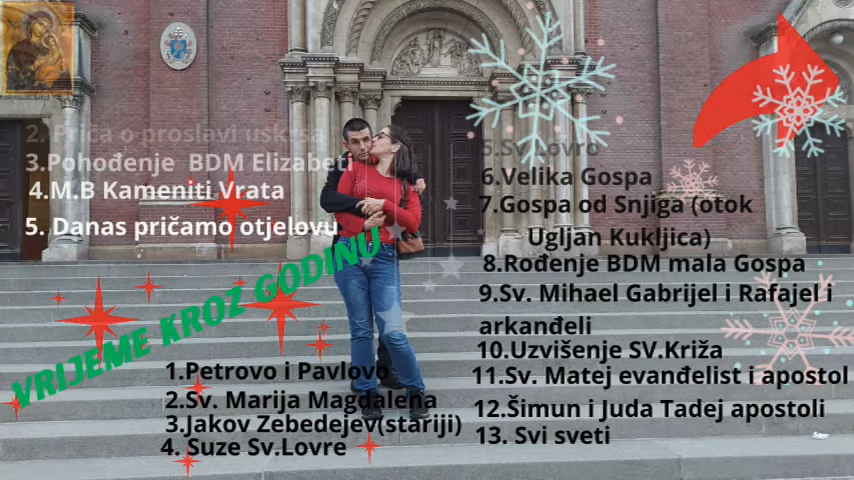 2. Priča o proslavi uskrsa
3.Pohođenje BDM Elizabeti
4.M.B Kameniti Vrata
5. Danas pričamo otjelovu
VRIJEME KROZ GODINU
1.Petrovo i Pavlovo
2.Sv. Marija Magdalena
3.Jakov Zebedejev(stariji)
4. Suze Sv.Lovre
5.Sv.Lovro
6.Velika Gospa
7.Gospa od Snjiga (otok
Ugljan Kukljica)
8.Rođenje BDM mala Gospa
9.Sv. Mihael Gabrijel i Rafajel i
arkanđeli
10.Uzvišenje SV.Križa
11.Sv. Matej evanđelist i apostol
12.Šimun i Juda Tadej apostoli
13. Svi sveti